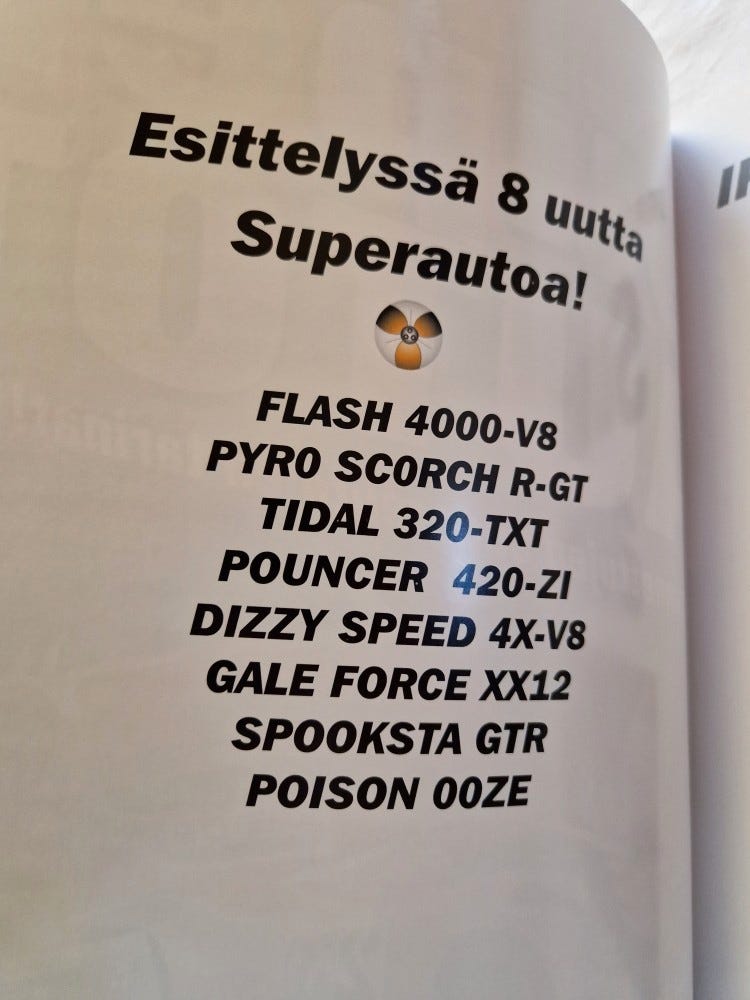 Esittelyssä 8 uutta
Superautoa!
FLASH 4000-V8
PYR0 SC0RCH R-GT
TIDAL 320-TXT
POUNCER 420-ZI
DIZZY SPEED 4X-V8
GALE FORCE XX12
SPOOKSTA GTR
POISON 00ZE